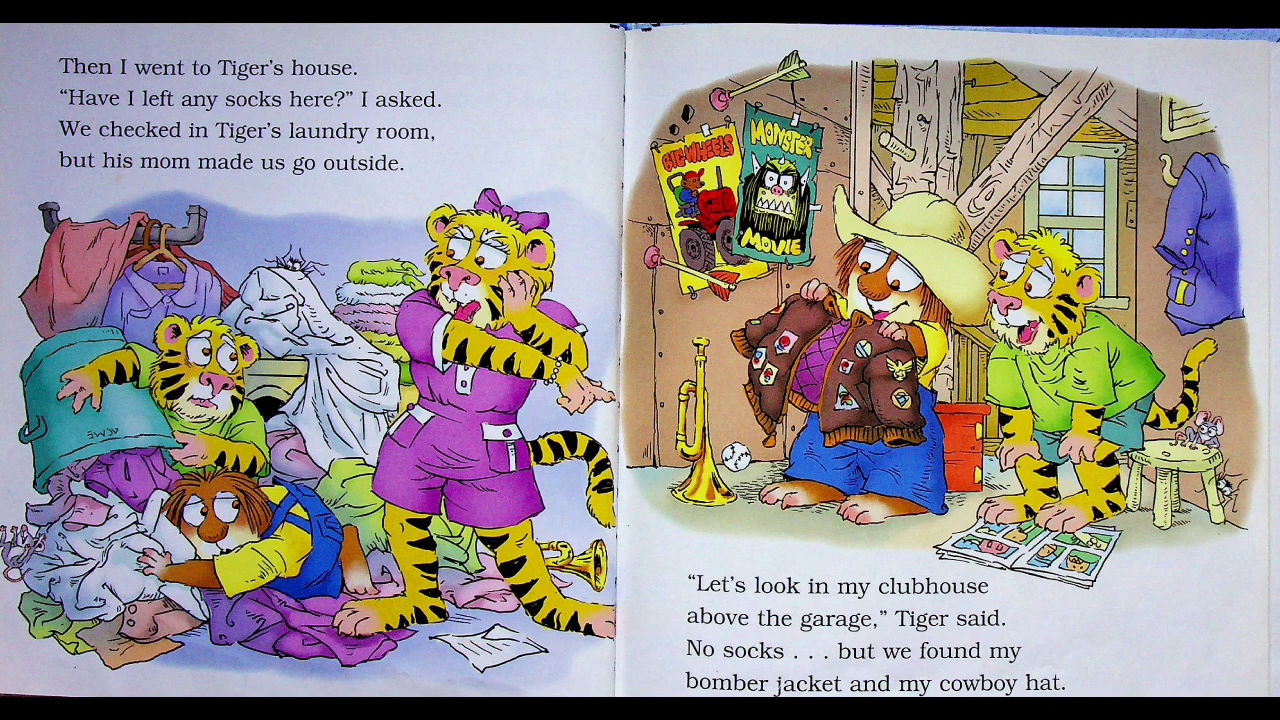 Then I went to Tiger's house.
“Have I left any socks here?” I asked.
We checked in Tiger's laundry room,
but his mom made us go outside.
ACME
BIG WHEELS
MONSTER
MOVIE
“Let's look in my clubhouse
above the garage,” Tiger said.
No socks . . . but we found my
bomber jacket and my cowboy hat.